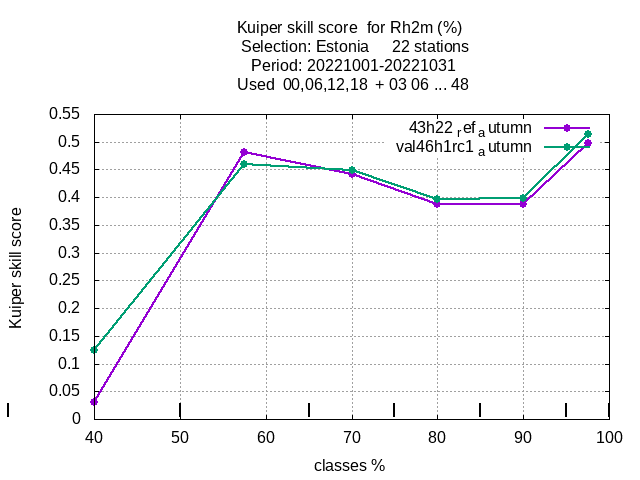 Kuiper skill score for Rh2m (%)
Selection: Estonia 22 stations
Period: 20221001-20221031
Used 00,06,12,18 + 03 06 ... 48
43h22 ref a utumn
val46h1rc1 a utumn
0.55
0.5
0.45
0.4
0.35
0.3
0.25
0.2
0.15
0.1
0.05
0
Kuiper skill score
40 50 60 70 80 90 100
classes %